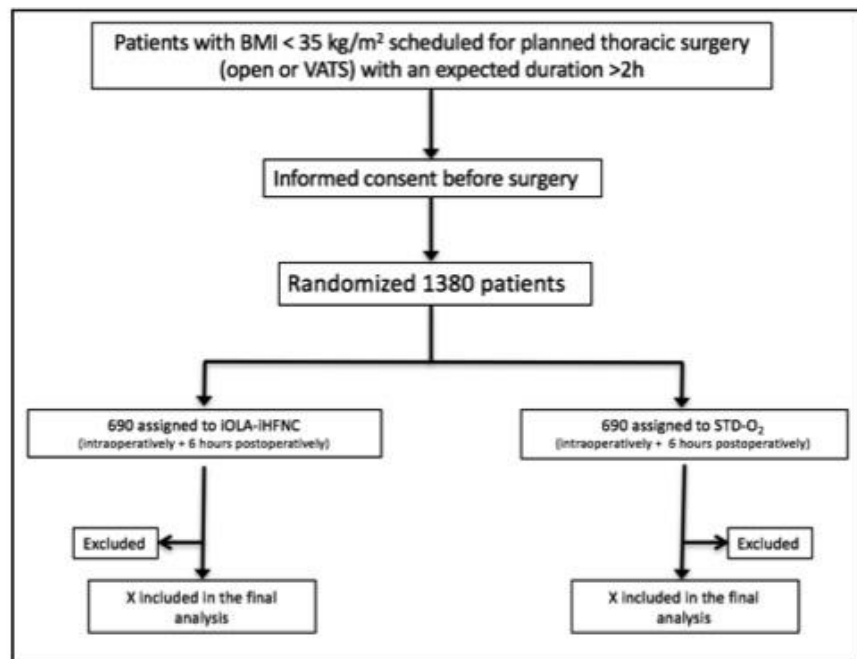 Patients with BMI < 35 kg/m² scheduled for planned thoracic surgery
(open or VATS) with an expected duration >2h
Informed consent before surgery
Randomized 1380 patients
690 assigned to iOLA-iHFNC
(intraoperatively + 6 hours postoperatively)
690 assigned to STD-O₂
(intraoperatively + 6 hours postoperatively)
Excluded
Excluded
X included in the final
analysis
X included in the final
analysis